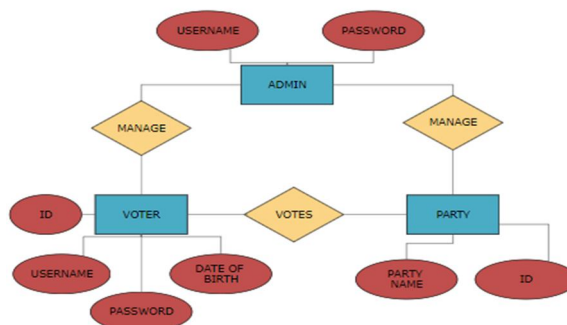 USERNAME
PASSWORD
ADMIN
MANAGE
MANAGE
ID
VOTER
VOTES
PARTY
USERNAME
DATE OF
BIRTH
PARTY
NAME
ID
PASSWORD